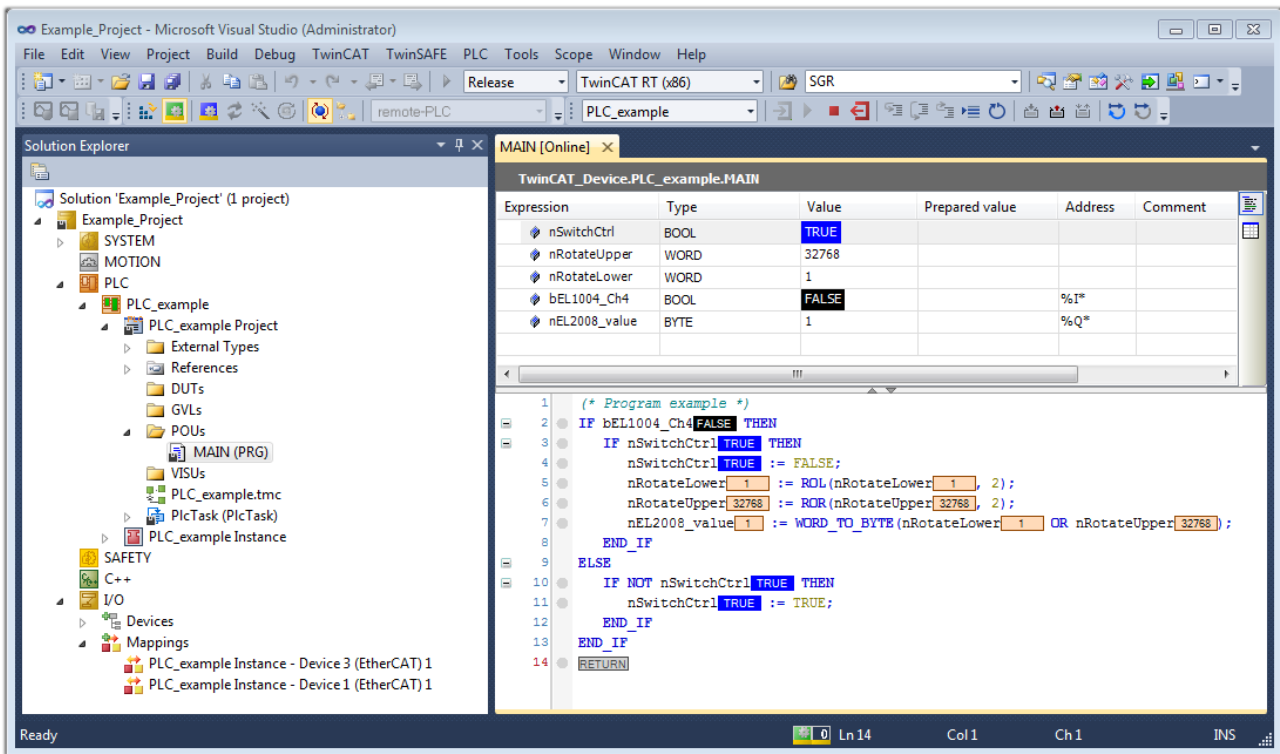 Example_Project - Microsoft Visual Studio (Administrator)
File Edit View Project Build Debug TwinCAT TwinSAFE PLC Tools Scope Window Help
Release TwinCAT RT (x86) SGR
remote-PLC PLC_example
Solution Explorer
Solution 'Example_Project' (1 project)
Example_Project
SYSTEM
MOTION
PLC
PLC_example
PLC_example Project
External Types
References
DUTs
GVLs
POUs
MAIN (PRG)
VISUs
PLC_example.tmc
PlcTask (PlcTask)
PLC_example Instance
SAFETY
C++
I/O
Devices
Mappings
PLC_example Instance - Device 3 (EtherCAT) 1
PLC_example Instance - Device 1 (EtherCAT) 1
MAIN [Online]
TwinCAT_Device.PLC_example.MAIN
Expression Type Value Prepared value Address Comment
nSwitchCtrl BOOL TRUE
nRotateUpper WORD 32768
nRotateLower WORD 1
bEL1004_Ch4 BOOL FALSE %I*
nEL2008_value BYTE 1 %Q*
1 (* Program example *)
2 IF bEL1004_Ch4 FALSE THEN
3 IF nSwitchCtrl TRUE THEN
4 nSwitchCtrl TRUE := FALSE;
5 nRotateLower 1 := ROL(nRotateLower 1 , 2);
6 nRotateUpper 32768 := ROR(nRotateUpper 32768 , 2);
7 nEL2008_value 1 := WORD_TO_BYTE(nRotateLower 1 OR nRotateUpper 32768 );
8 END_IF
9 ELSE
10 IF NOT nSwitchCtrl TRUE THEN
11 nSwitchCtrl TRUE := TRUE;
12 END_IF
13 END_IF
14 RETURN
Ready 0 Ln 14 Col 1 Ch 1 INS